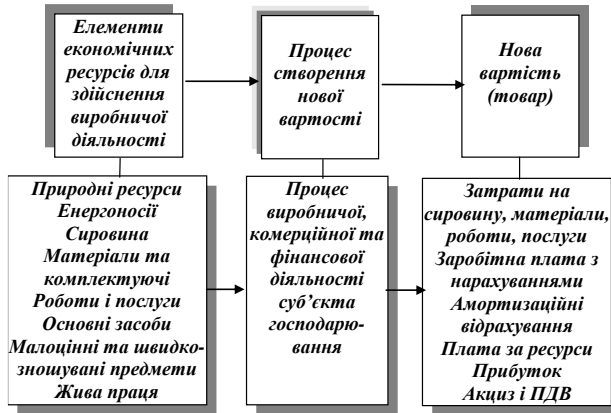 Елементи
економічних
ресурсів для
здійснення
виробничої
діяльності
Процес
створення
нової
вартості
Нова
вартість
(товар)
Природні ресурси
Енергоносії
Сировина
Матеріали та
комплектуючі
Роботи і послуги
Основні засоби
Малоцінні та швидко-
зношувані предмети
Жива праця
Процес
виробничої,
комерційної та
фінансової
діяльності
суб’єкта
господарю-
вання
Затрати на
сировину, матеріали,
роботи, послуги
Заробітна плата з
нарахуваннями
Амортизаційні
відрахування
Плата за ресурси
Прибуток
Акциз і ПДВ